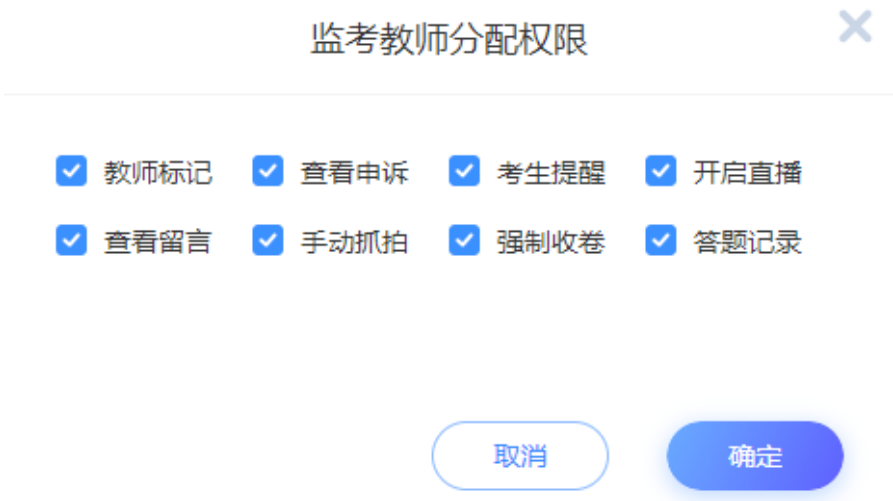 监考教师分配权限
教师标记 查看申诉 考生提醒 开启直播
查看留言 手动抓拍 强制收卷 答题记录
取消 确定